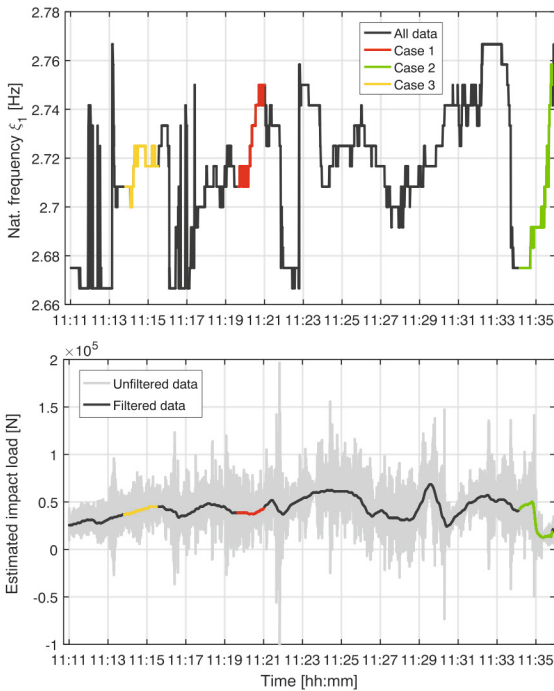 2.78
2.76
2.74
2.72
2.7
2.68
2.66
Nat. frequency ξ1 [Hz]
All data
Case 1
Case 2
Case 3
11:11 11:13 11:15 11:17 11:19 11:21 11:23 11:25 11:27 11:29 11:31 11:33 11:35
×10^5
2
1.5
1
0.5
0
-0.5
-1
Estimated impact load [N]
Unfiltered data
Filtered data
11:11 11:13 11:15 11:17 11:19 11:21 11:23 11:25 11:27 11:29 11:31 11:33 11:35
Time [hh:mm]